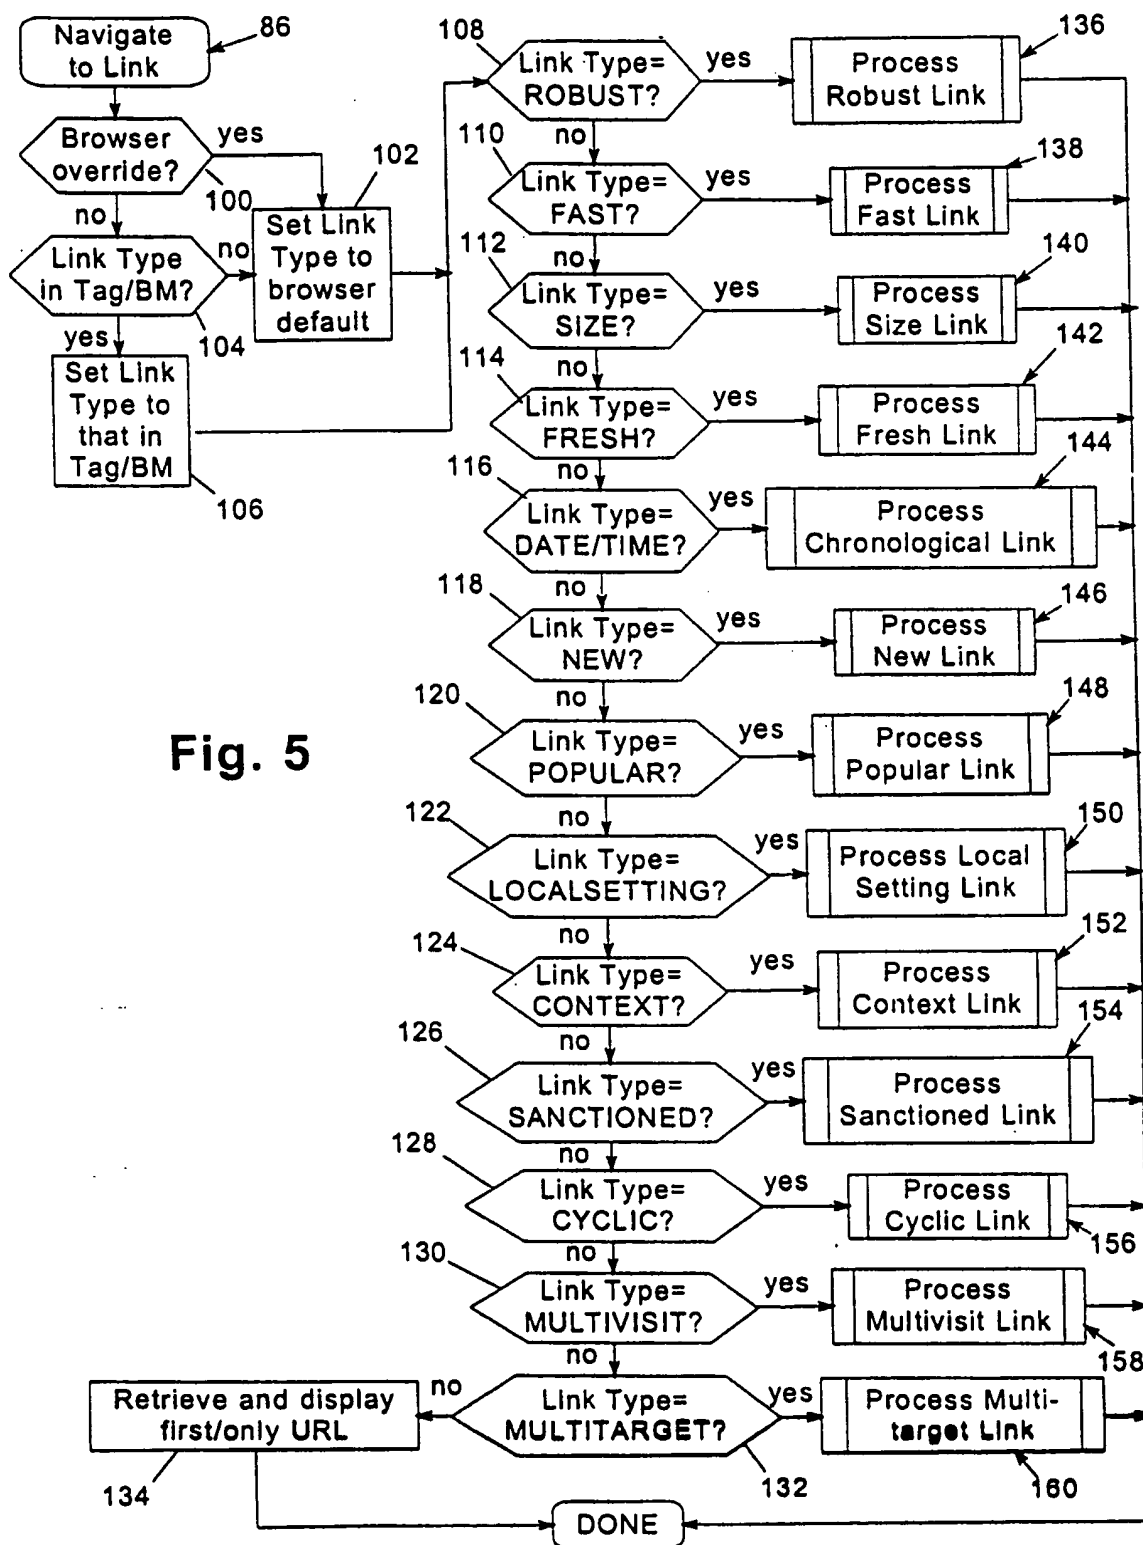 Navigate
to Link
86
Browser
override?
yes
100
no
102
Set Link
Type to
browser
default
Link Type
in Tag/BM?
no
104
yes
Set Link
Type to
that in
Tag/BM
106
108
Link Type=
ROBUST?
yes
136
Process
Robust Link
no
110
Link Type=
FAST?
yes
138
Process
Fast Link
no
112
Link Type=
SIZE?
yes
140
Process
Size Link
no
114
Link Type=
FRESH?
yes
142
Process
Fresh Link
no
116
Link Type=
DATE/TIME?
yes
144
Process
Chronological Link
no
118
Link Type=
NEW?
yes
146
Process
New Link
no
120
Link Type=
POPULAR?
yes
148
Process
Popular Link
no
Fig. 5
122
Link Type=
LOCALSETTING?
yes
150
Process Local
Setting Link
no
124
Link Type=
CONTEXT?
yes
152
Process
Context Link
no
126
Link Type=
SANCTIONED?
yes
154
Process
Sanctioned Link
no
128
Link Type=
CYCLIC?
yes
Process
Cyclic Link
156
no
130
Link Type=
MULTIVISIT?
yes
Process
Multivisit Link
158
no
Link Type=
MULTITARGET?
132
yes
Process Multi-
target Link
160
no
Retrieve and display
first/only URL
134
DONE